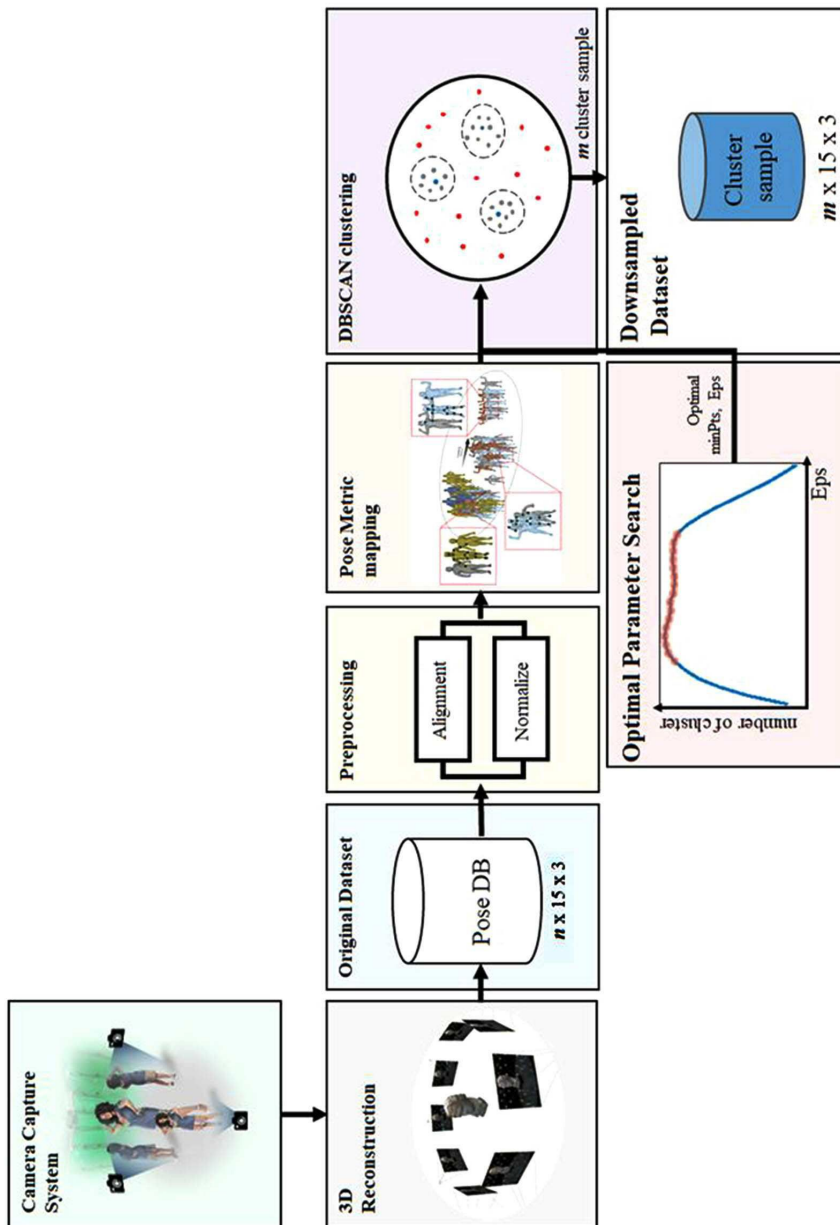 Camera Capture
System
3D
Reconstruction
Original Dataset
Pose DB
n x 15 x 3
Preprocessing
Alignment
Normalize
Pose Metric
mapping
DBSCAN clustering
m cluster sample
Optimal Parameter Search
number of cluster
Eps
Optimal
minPts, Eps
Downsampled
Dataset
Cluster
sample
m x 15 x 3